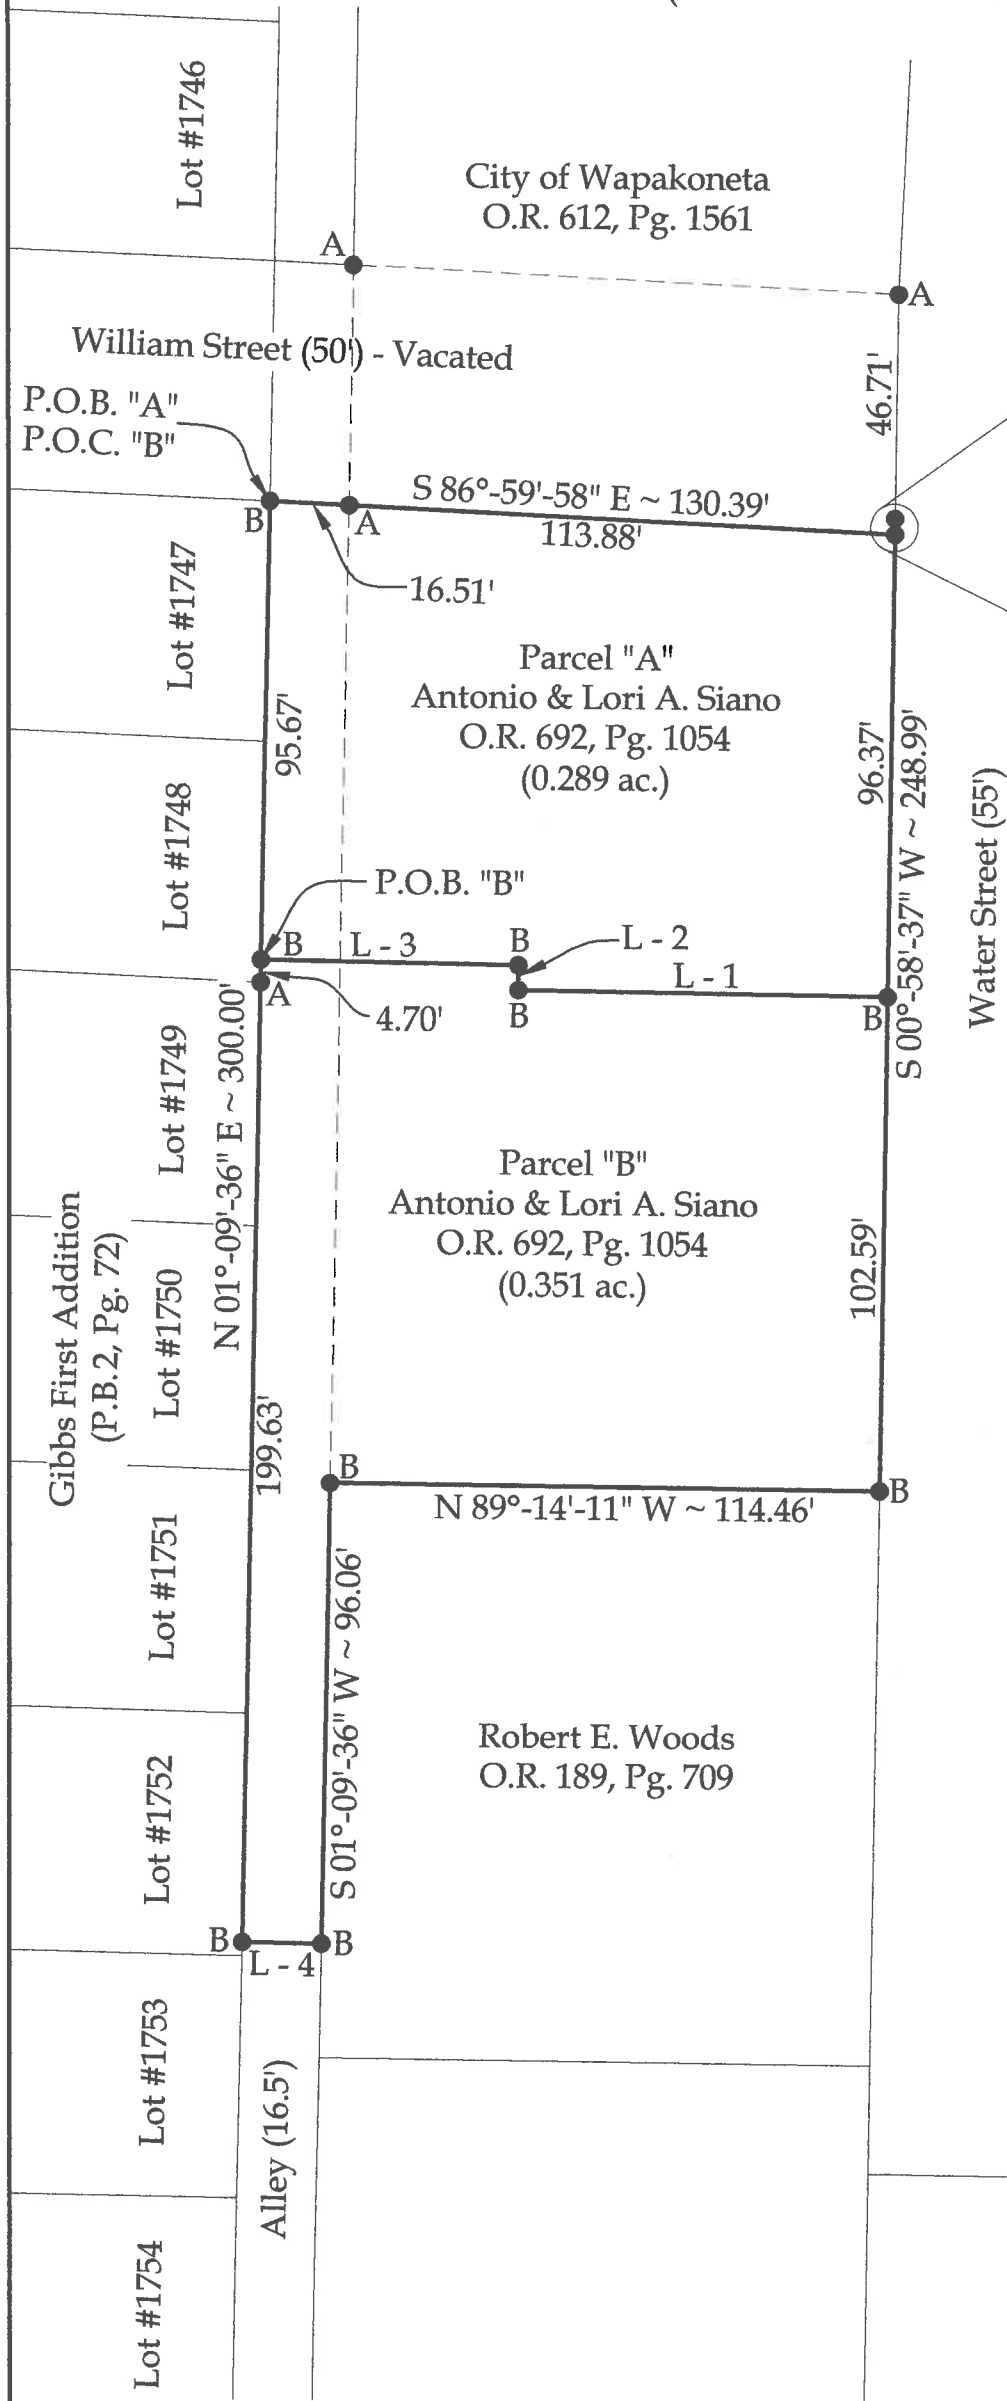 Lot #1746
City of Wapakoneta
O.R. 612, Pg. 1561
A
A
William Street (50') - Vacated
46.71'
P.O.B. "A"
P.O.C. "B"
S 86°-59'-58" E ~ 130.39'
B
A
113.88'
16.51'
Lot #1747
Parcel "A"
Antonio & Lori A. Siano
O.R. 692, Pg. 1054
(0.289 ac.)
95.67'
96.37'
S 00°-58'-37" W ~ 248.99'
Water Street (55')
Lot #1748
P.O.B. "B"
B
L - 3
B
L - 2
L - 1
A
4.70'
B
B
Lot #1749
N 01°-09'-36" E ~ 300.00'
Parcel "B"
Antonio & Lori A. Siano
O.R. 692, Pg. 1054
(0.351 ac.)
102.59'
Gibbs First Addition
(P.B.2, Pg. 72)
Lot #1750
199.63'
B
B
N 89°-14'-11" W ~ 114.46'
Lot #1751
S 01°-09'-36" W ~ 96.06'
Robert E. Woods
O.R. 189, Pg. 709
Lot #1752
B
B
L - 4
Lot #1753
Alley (16.5')
Lot #1754